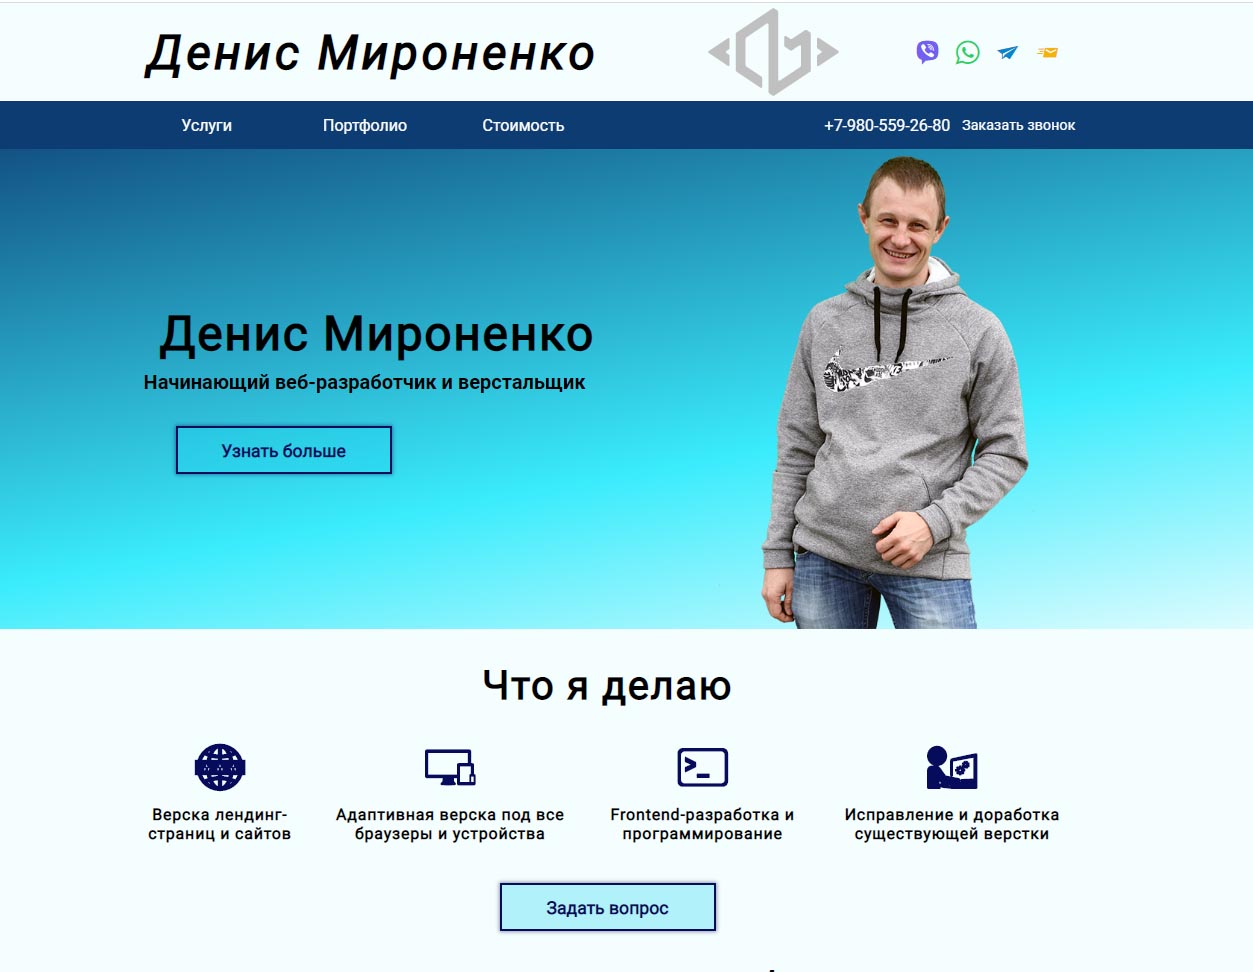 Денис Мироненко
Услуги
Портфолио
Стоимость
+7-980-559-26-80
Заказать звонок
Денис Мироненко
Начинающий веб-разработчик и верстальщик
Узнать больше
Что я делаю
Верска лендинг-
страниц и сайтов
Адаптивная верска под все
браузеры и устройства
Frontend-разработка и
программирование
Исправление и доработка
существующей верстки
Задать вопрос